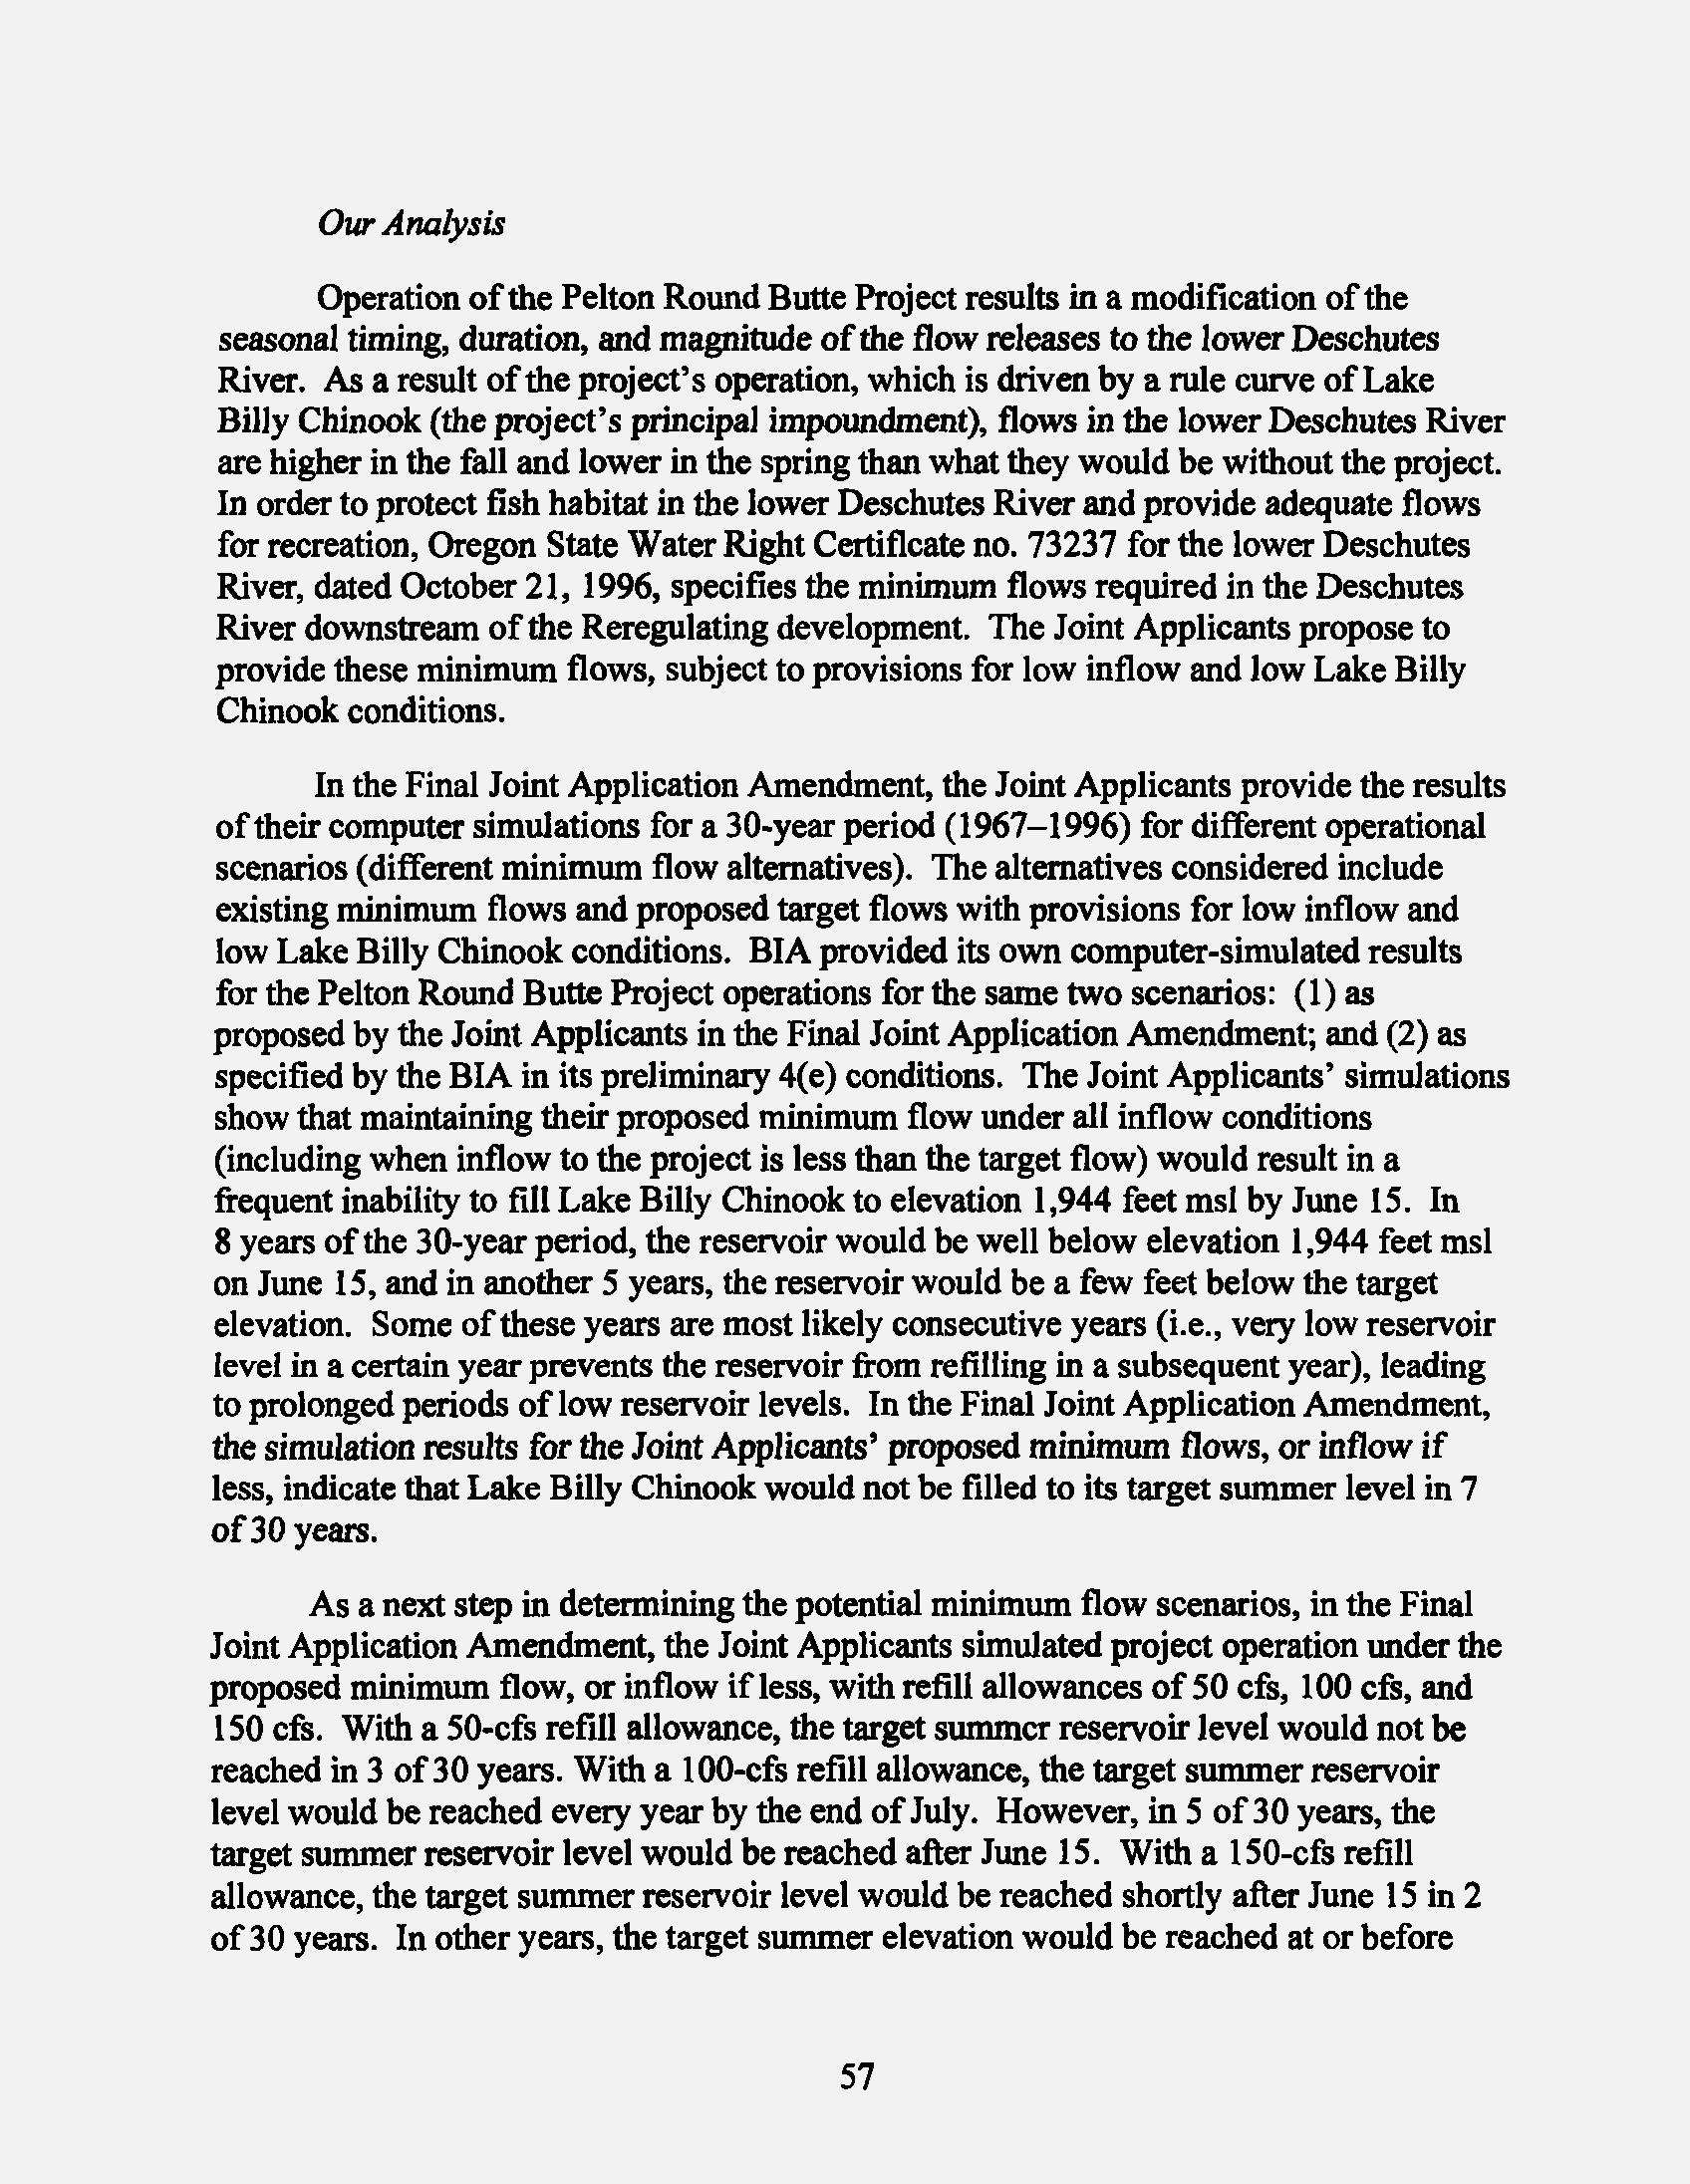 Our Analysis
Operation of the Pelton Round Butte Project results in a modification of the
seasonal timing, duration, and magnitude of the flow releases to the lower Deschutes
River. As a result of the project's operation, which is driven by a rule curve of Lake
Billy Chinook (the project's principal impoundment), flows in the lower Deschutes River
are higher in the fall and lower in the spring than what they would be without the project.
In order to protect fish habitat in the lower Deschutes River and provide adequate flows
for recreation, Oregon State Water Right Certificate no. 73237 for the lower Deschutes
River, dated October 21, 1996, specifies the minimum flows required in the Deschutes
River downstream of the Reregulating development. The Joint Applicants propose to
provide these minimum flows, subject to provisions for low inflow and low Lake Billy
Chinook conditions.
In the Final Joint Application Amendment, the Joint Applicants provide the results
of their computer simulations for a 30-year period (1967–1996) for different operational
scenarios (different minimum flow alternatives). The alternatives considered include
existing minimum flows and proposed target flows with provisions for low inflow and
low Lake Billy Chinook conditions. BIA provided its own computer-simulated results
for the Pelton Round Butte Project operations for the same two scenarios: (1) as
proposed by the Joint Applicants in the Final Joint Application Amendment; and (2) as
specified by the BIA in its preliminary 4(e) conditions. The Joint Applicants' simulations
show that maintaining their proposed minimum flow under all inflow conditions
(including when inflow to the project is less than the target flow) would result in a
frequent inability to fill Lake Billy Chinook to elevation 1,944 feet msl by June 15. In
8 years of the 30-year period, the reservoir would be well below elevation 1,944 feet msl
on June 15, and in another 5 years, the reservoir would be a few feet below the target
elevation. Some of these years are most likely consecutive years (i.e., very low reservoir
level in a certain year prevents the reservoir from refilling in a subsequent year), leading
to prolonged periods of low reservoir levels. In the Final Joint Application Amendment,
the simulation results for the Joint Applicants' proposed minimum flows, or inflow if
less, indicate that Lake Billy Chinook would not be filled to its target summer level in 7
of 30 years.
As a next step in determining the potential minimum flow scenarios, in the Final
Joint Application Amendment, the Joint Applicants simulated project operation under the
proposed minimum flow, or inflow if less, with refill allowances of 50 cfs, 100 cfs, and
150 cfs. With a 50-cfs refill allowance, the target summer reservoir level would not be
reached in 3 of 30 years. With a 100-cfs refill allowance, the target summer reservoir
level would be reached every year by the end of July. However, in 5 of 30 years, the
target summer reservoir level would be reached after June 15. With a 150-cfs refill
allowance, the target summer reservoir level would be reached shortly after June 15 in 2
of 30 years. In other years, the target summer elevation would be reached at or before
57